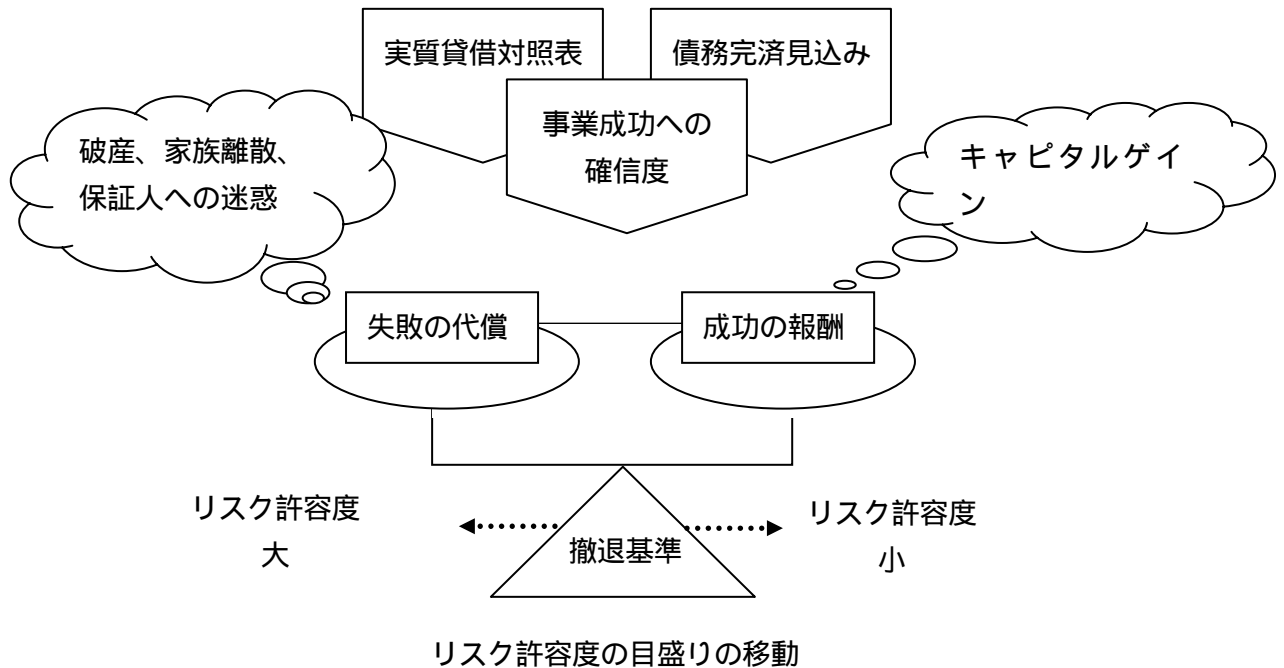 実質貸借対照表
債務完済見込み
事業成功への
確信度
破産、家族離散、
保証人への迷惑
キャピタルゲイ
ン
失敗の代償
成功の報酬
リスク許容度
大
撤退基準
リスク許容度
小
リスク許容度の目盛りの移動